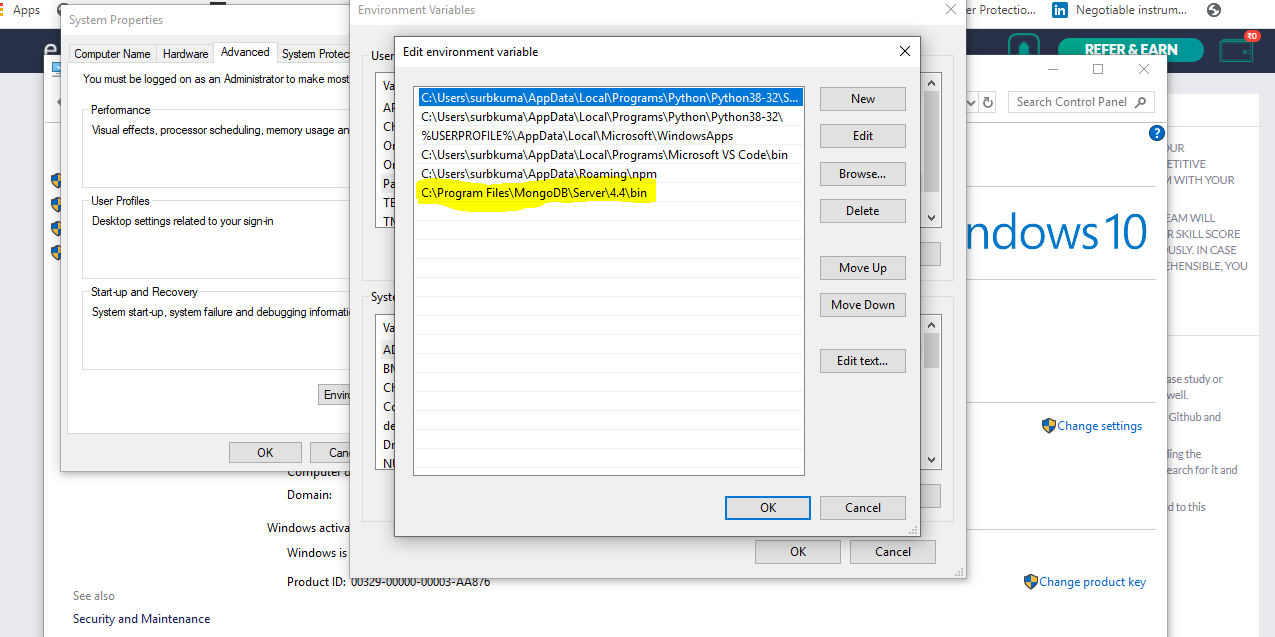 Apps
er Protectio...
Negotiable instrum...
REFER & EARN
₹0
System Properties
Computer Name
Hardware
Advanced
System Protec
You must be logged on as an Administrator to make most
Performance
Visual effects, processor scheduling, memory usage an
User Profiles
Desktop settings related to your sign-in
Start-up and Recovery
System start-up, system failure and debugging informati
Enviro
OK
Can
Environment Variables
User
Va
AP
Ch
On
On
Pa
TE
TM
Syste
Va
AD
BM
Ch
Co
de
Dr
NU
OK
Cancel
Edit environment variable
C:\Users\surbkuma\AppData\Local\Programs\Python\Python38-32\S...
C:\Users\surbkuma\AppData\Local\Programs\Python\Python38-32\
%USERPROFILE%\AppData\Local\Microsoft\WindowsApps
C:\Users\surbkuma\AppData\Local\Programs\Microsoft VS Code\bin
C:\Users\surbkuma\AppData\Roaming\npm
C:\Program Files\MongoDB\Server\4.4\bin
New
Edit
Browse...
Delete
Move Up
Move Down
Edit text...
OK
Cancel
Search Control Panel
?
ndows 10
Change settings
Computer d
Domain:
Windows activa
Windows is
Product ID: 00329-00000-00003-AA876
Change product key
See also
Security and Maintenance
OUR
PETITIVE
M WITH YOUR
EAM WILL
R SKILL SCORE
OUSLY. IN CASE
EHENSIBLE, YOU
ase study or
well.
Github and
ding the
earch for it and
d to this